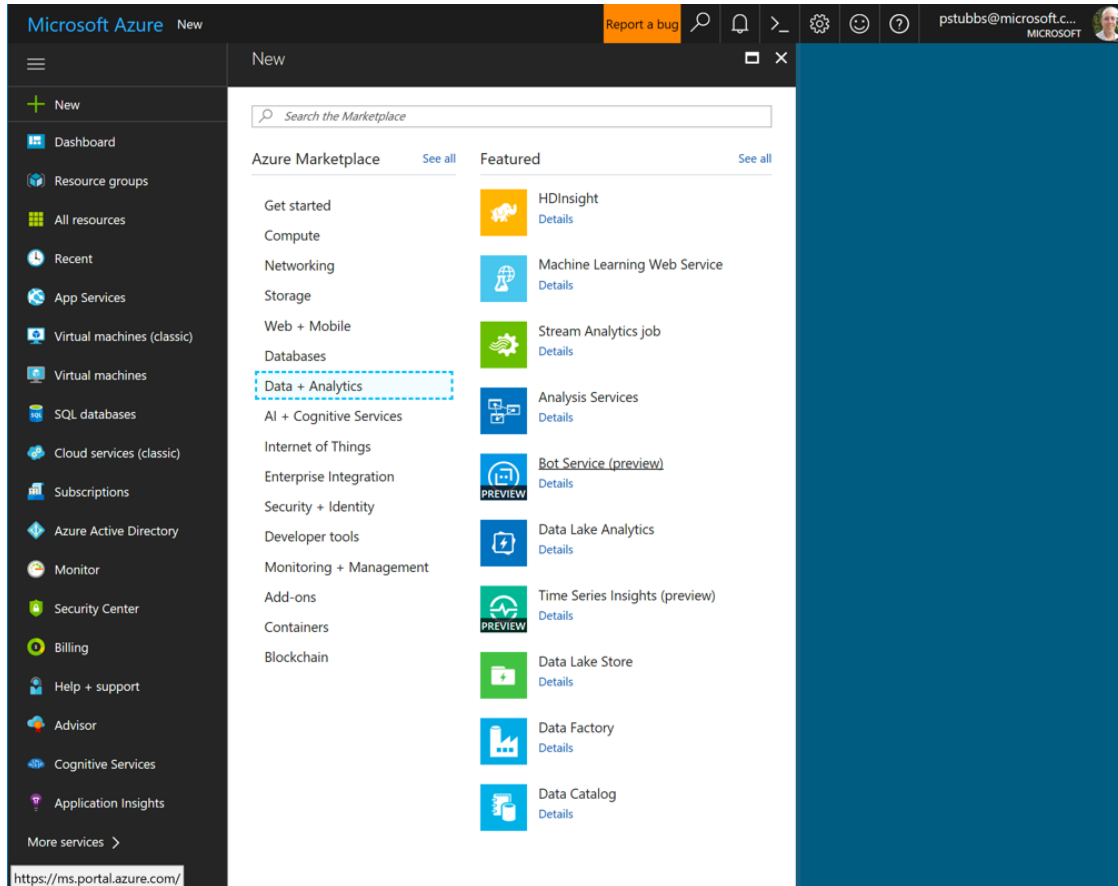 Microsoft Azure New
Report a bug
pstubbs@microsoft.c...
MICROSOFT
New
Dashboard
Resource groups
All resources
Recent
App Services
Virtual machines (classic)
Virtual machines
SQL databases
Cloud services (classic)
Subscriptions
Azure Active Directory
Monitor
Security Center
Billing
Help + support
Advisor
Cognitive Services
Application Insights
More services
https://ms.portal.azure.com/
New
Search the Marketplace
Azure Marketplace See all
Get started
Compute
Networking
Storage
Web + Mobile
Databases
Data + Analytics
AI + Cognitive Services
Internet of Things
Enterprise Integration
Security + Identity
Developer tools
Monitoring + Management
Add-ons
Containers
Blockchain
Featured See all
HDInsight
Details
Machine Learning Web Service
Details
Stream Analytics job
Details
Analysis Services
Details
PREVIEW
Bot Service (preview)
Details
Data Lake Analytics
Details
PREVIEW
Time Series Insights (preview)
Details
Data Lake Store
Details
Data Factory
Details
Data Catalog
Details